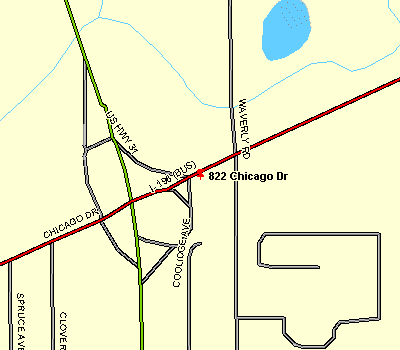 US HWY 31
WAVERLY RD
I-196 (BUS)
822 Chicago Dr
CHICAGO DR
COOLIDGE AVE
SPRUCE AVE
CLOVER